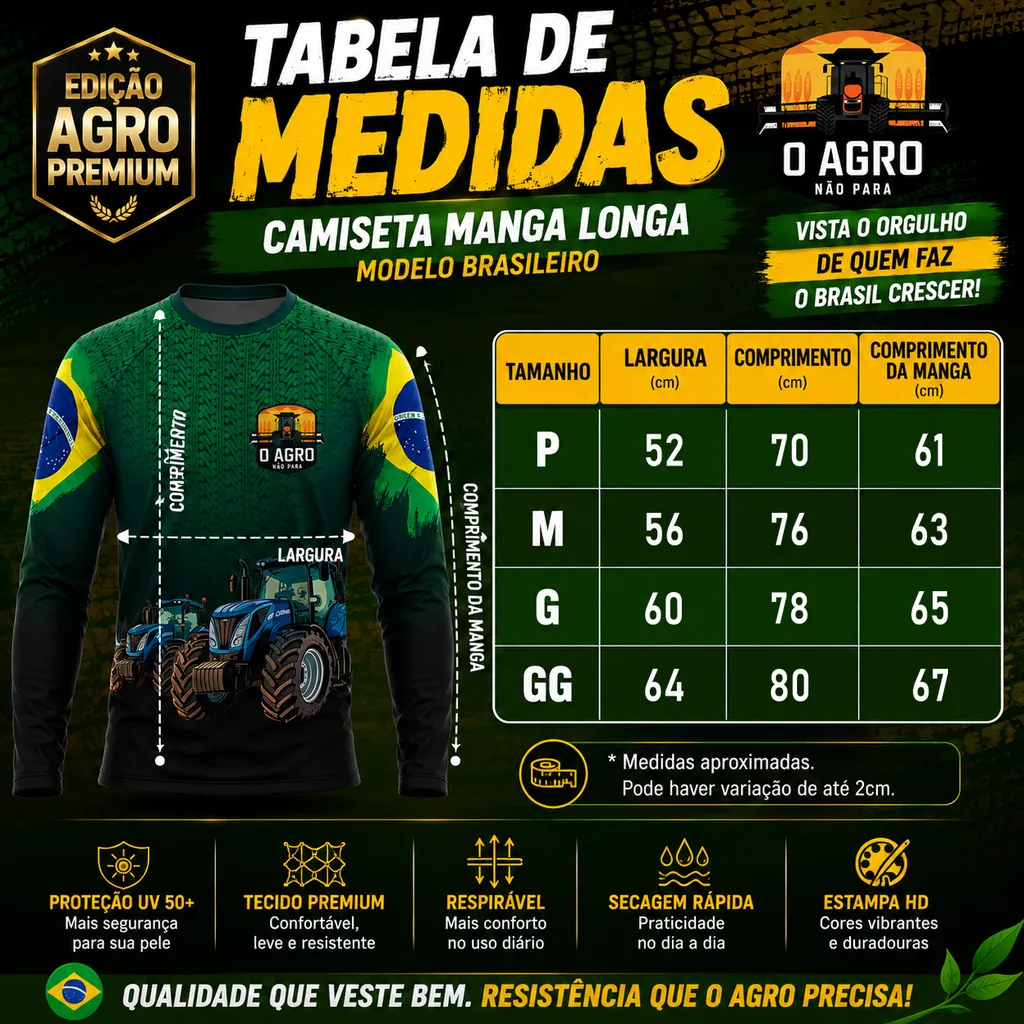 EDIÇÃO
AGRO
PREMIUM
TABELA DE
MEDIDAS
CAMISETA MANGA LONGA
MODELO BRASILEIRO
O AGRO
NÃO PARA
VISTA O ORGULHO
DE QUEM FAZ
O BRASIL CRESCER!
COMPRIMENTO
O AGRO
NÃO PARA
LARGURA
COMPRIMENTO DA MANGA
TAMANHO LARGURA (cm) COMPRIMENTO (cm) COMPRIMENTO DA MANGA (cm)
P 52 70 61
M 56 76 63
G 60 78 65
GG 64 80 67
* Medidas aproximadas.
Pode haver variação de até 2cm.
PROTEÇÃO UV 50+
Mais segurança
para sua pele
TECIDO PREMIUM
Confortável,
leve e resistente
RESPIRÁVEL
Mais conforto
no uso diário
SECAGEM RÁPIDA
Praticidade
no dia a dia
ESTAMPA HD
Cores vibrantes
e duradouras
QUALIDADE QUE VESTE BEM. RESISTÊNCIA QUE O AGRO PRECISA!